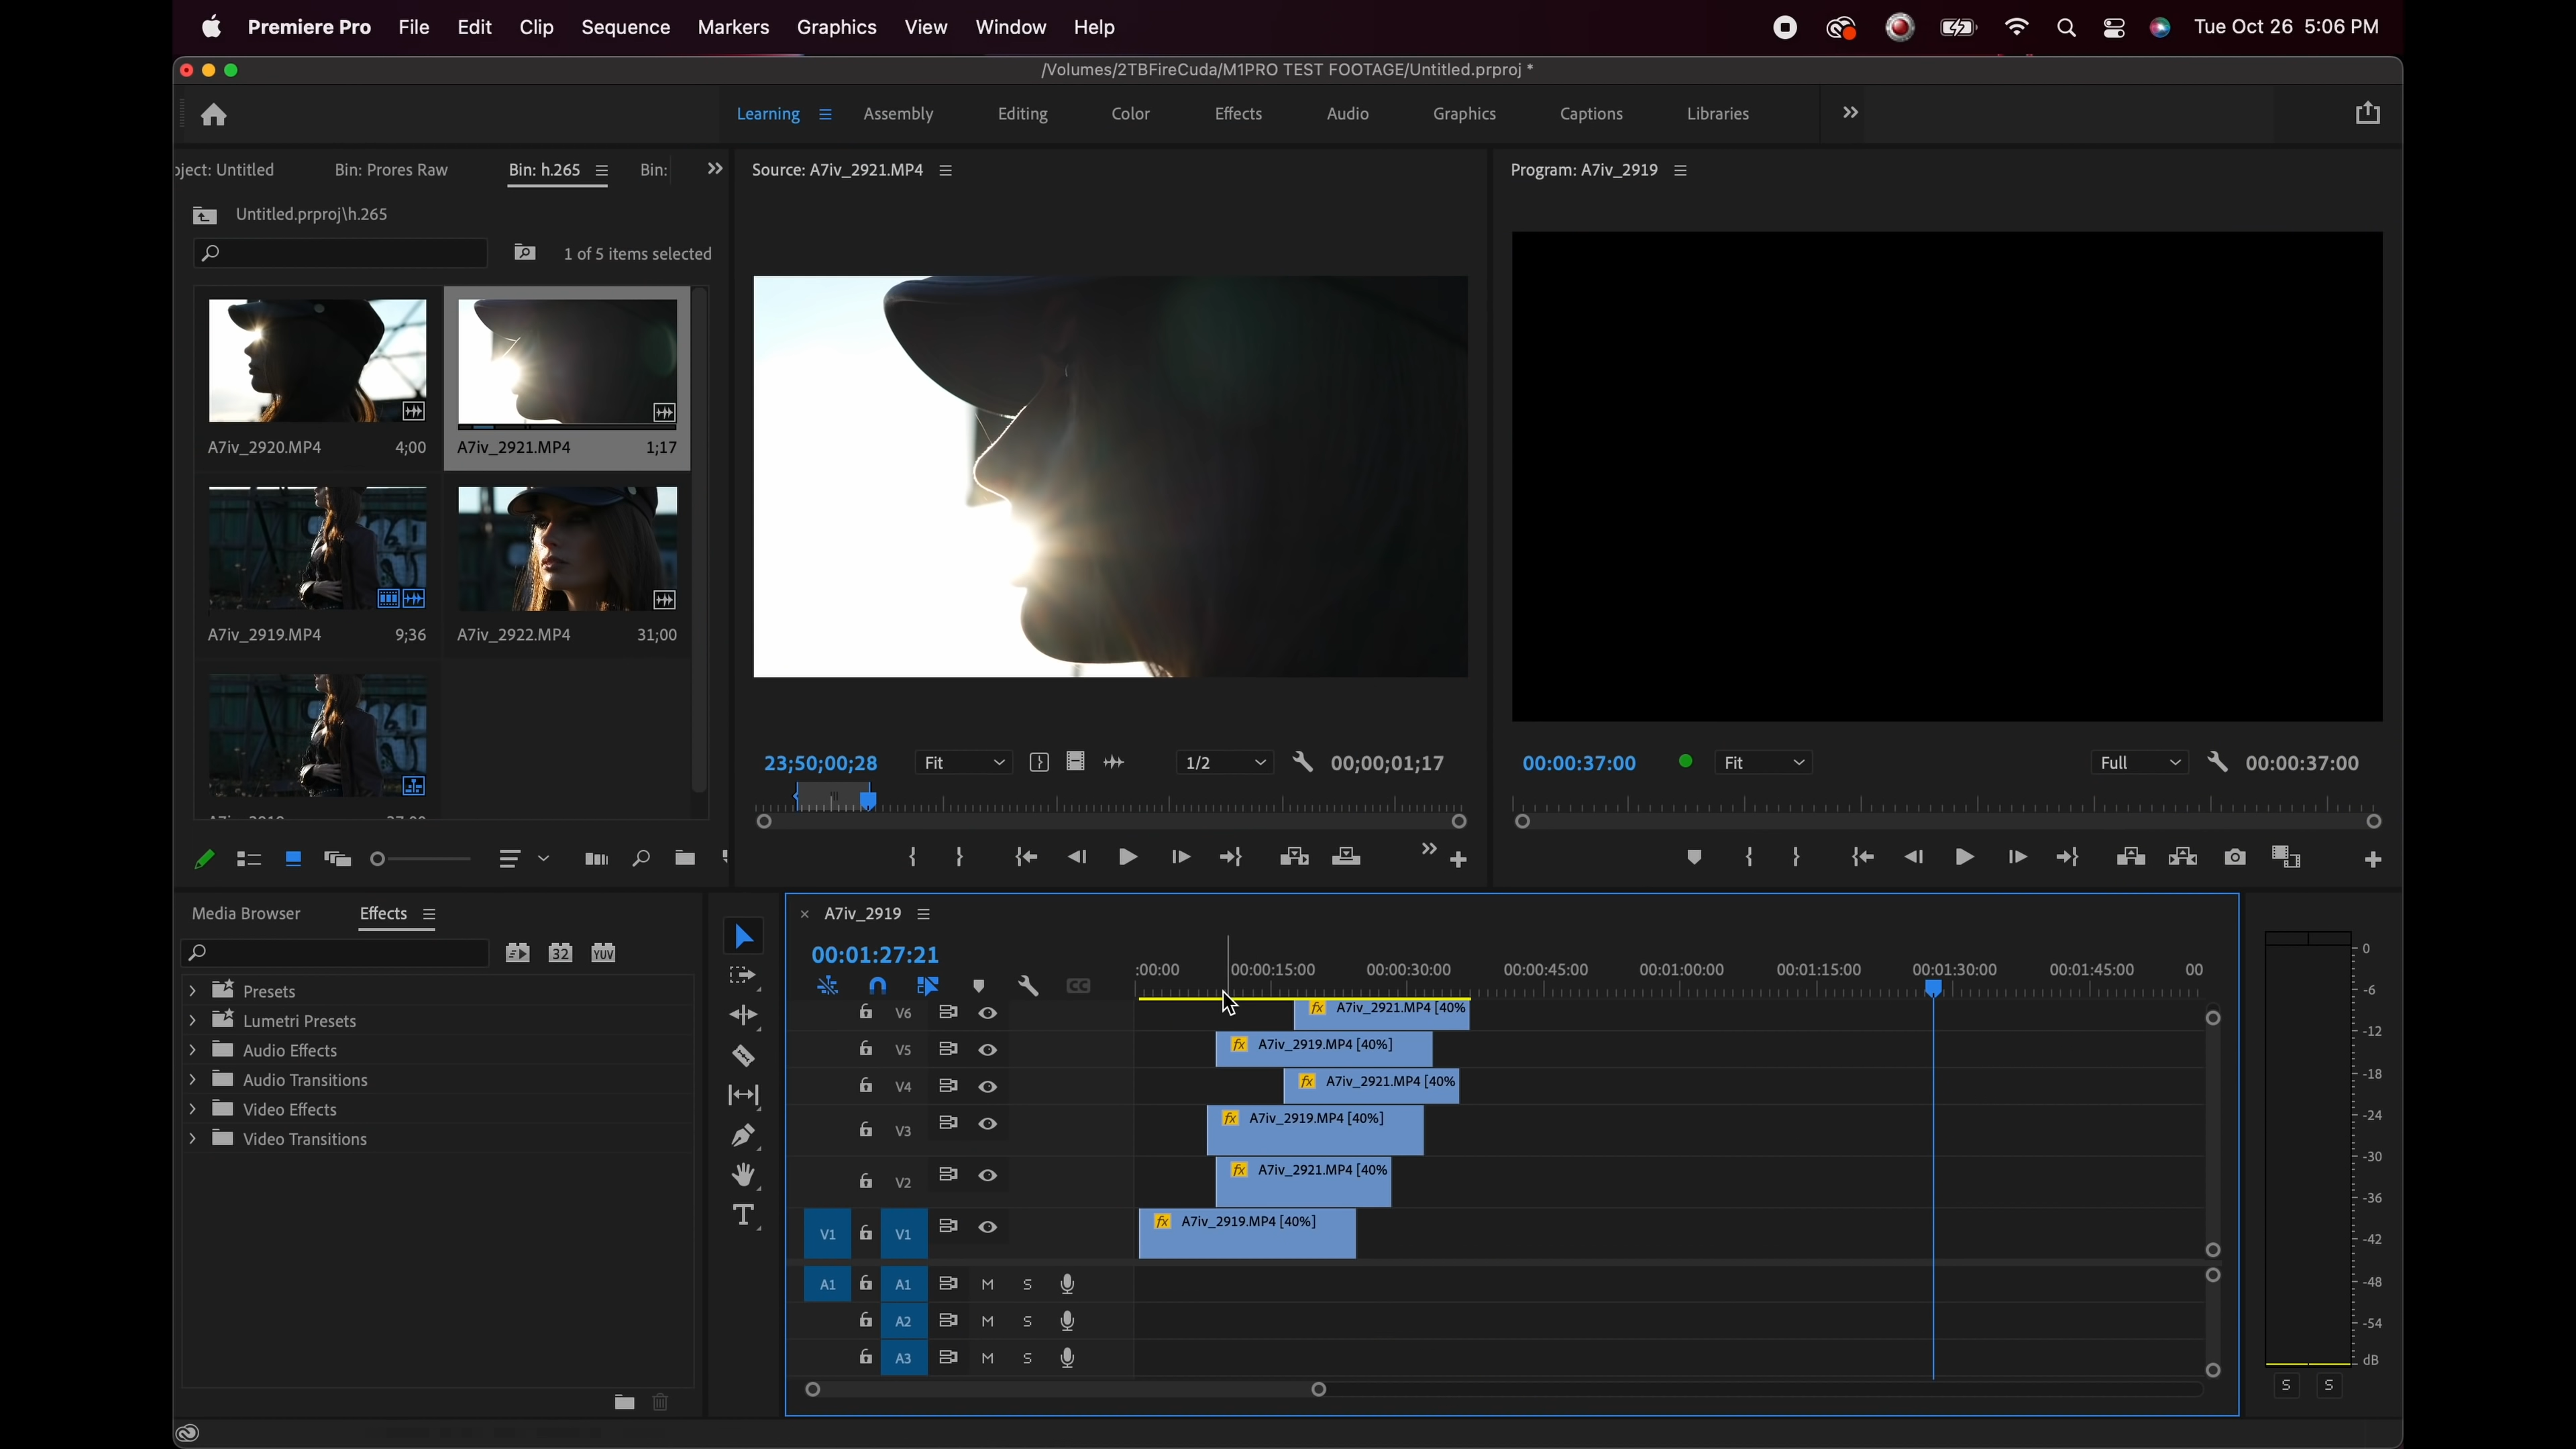 Premiere Pro File Edit Clip Sequence Markers Graphics View Window Help Tue Oct 26 5:06 PM
/Volumes/2TBFireCuda/M1PRO TEST FOOTAGE/Untitled.prproj *
Learning Assembly Editing Color Effects Audio Graphics Captions Libraries
oject: Untitled Bin: Prores Raw Bin: h.265 Bin: Source: A7iv_2921.MP4 Program: A7iv_2919
Untitled.prproj\h.265
1 of 5 items selected
A7iv_2920.MP4 4;00 A7iv_2921.MP4 1;17
A7iv_2919.MP4 9;36 A7iv_2922.MP4 31;00
23;50;00;28 Fit 1/2 00;00;01;17 00:00:37:00 Fit Full 00:00:37:00
Media Browser Effects
32 YUV
Presets
Lumetri Presets
Audio Effects
Audio Transitions
Video Effects
Video Transitions
A7iv_2919
00:01:27:21
:00:00 00:00:15:00 00:00:30:00 00:00:45:00 00:01:00:00 00:01:15:00 00:01:30:00 00:01:45:00 00
CC
V6 A7iv_2921.MP4 [40%
V5 A7iv_2919.MP4 [40%]
V4 A7iv_2921.MP4 [40%
V3 A7iv_2919.MP4 [40%]
V2 A7iv_2921.MP4 [40%
V1 V1 A7iv_2919.MP4 [40%]
fx
fx
fx
fx
fx
fx
A1 A1 M S
A2 M S
A3 M S
0
-6
-12
-18
-24
-30
-36
-42
-48
-54
dB
S S